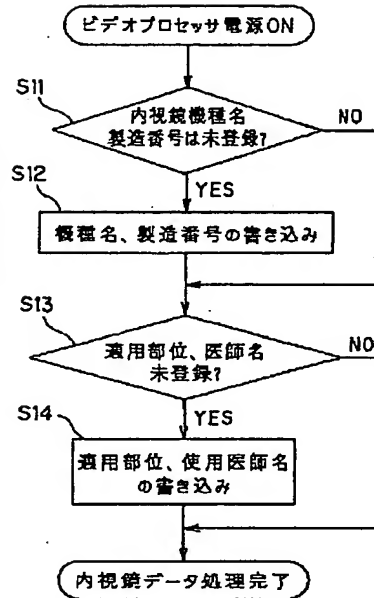 ビデオプロセッサ電源ON
S11
内視鏡機種名
製造番号は未登録?
NO
YES
S12
機種名、製造番号の書き込み
S13
適用部位、医師名
未登録?
NO
YES
S14
適用部位、使用医師名
の書き込み
内視鏡データ処理完了